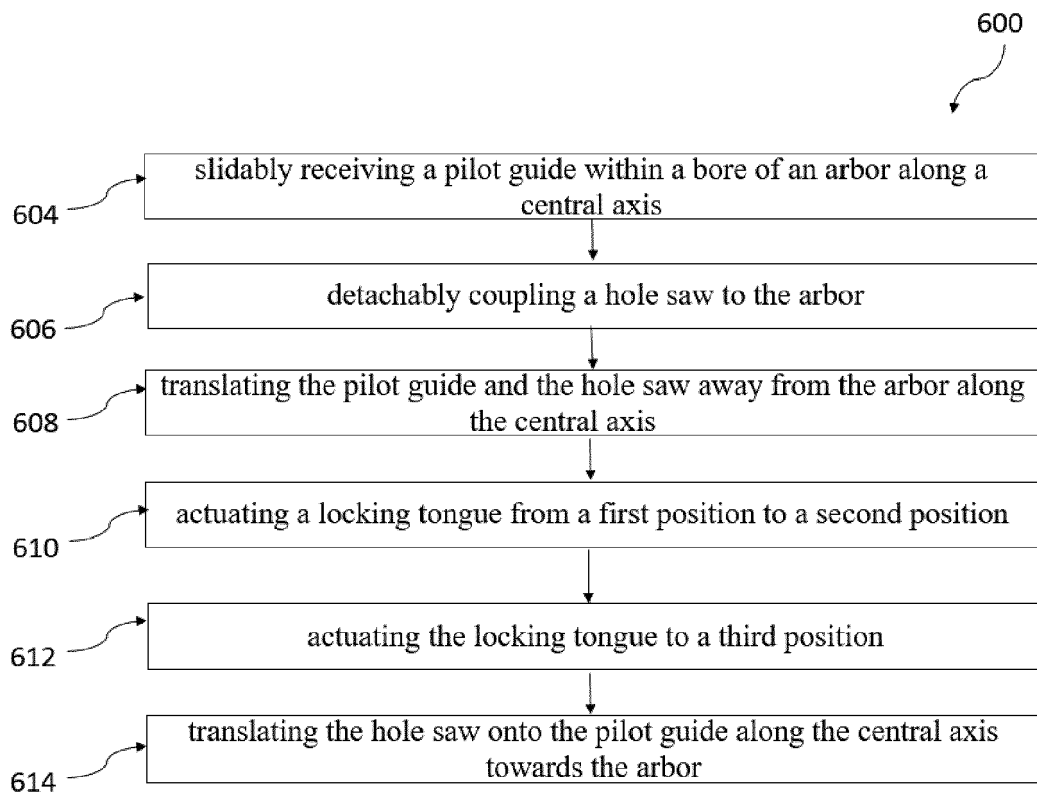 600
slidably receiving a pilot guide within a bore of an arbor along a
central axis
604
detachably coupling a hole saw to the arbor
606
translating the pilot guide and the hole saw away from the arbor along
the central axis
608
actuating a locking tongue from a first position to a second position
610
actuating the locking tongue to a third position
612
translating the hole saw onto the pilot guide along the central axis
towards the arbor
614